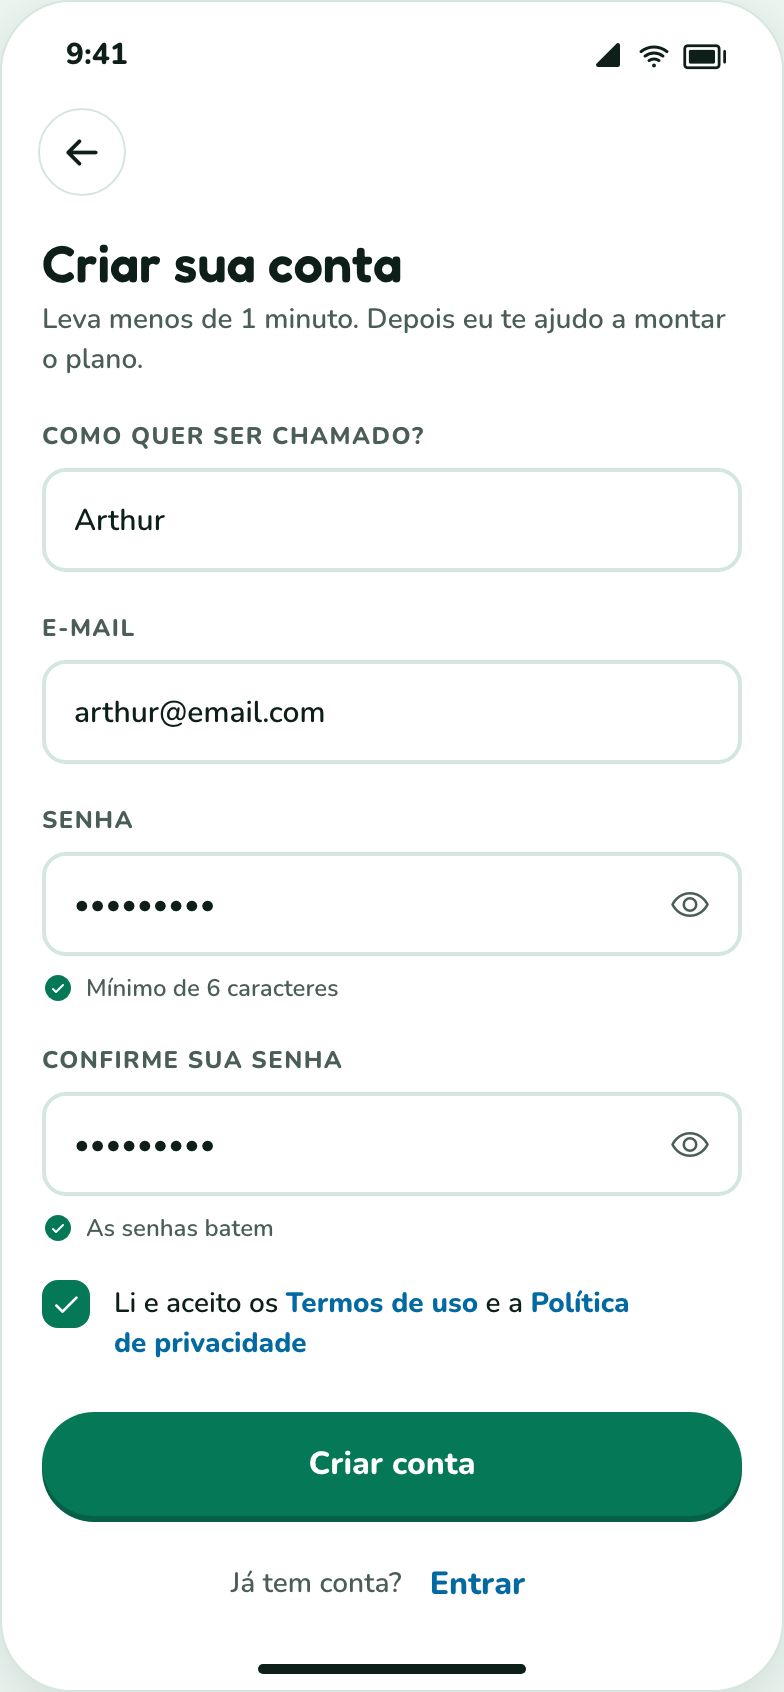 9:41
Criar sua conta
Leva menos de 1 minuto. Depois eu te ajudo a montar
o plano.
COMO QUER SER CHAMADO?
Arthur
E-MAIL
arthur@email.com
SENHA
•••••••••
Mínimo de 6 caracteres
CONFIRME SUA SENHA
•••••••••
As senhas batem
Li e aceito os Termos de uso e a Política
de privacidade
Criar conta
Já tem conta? Entrar